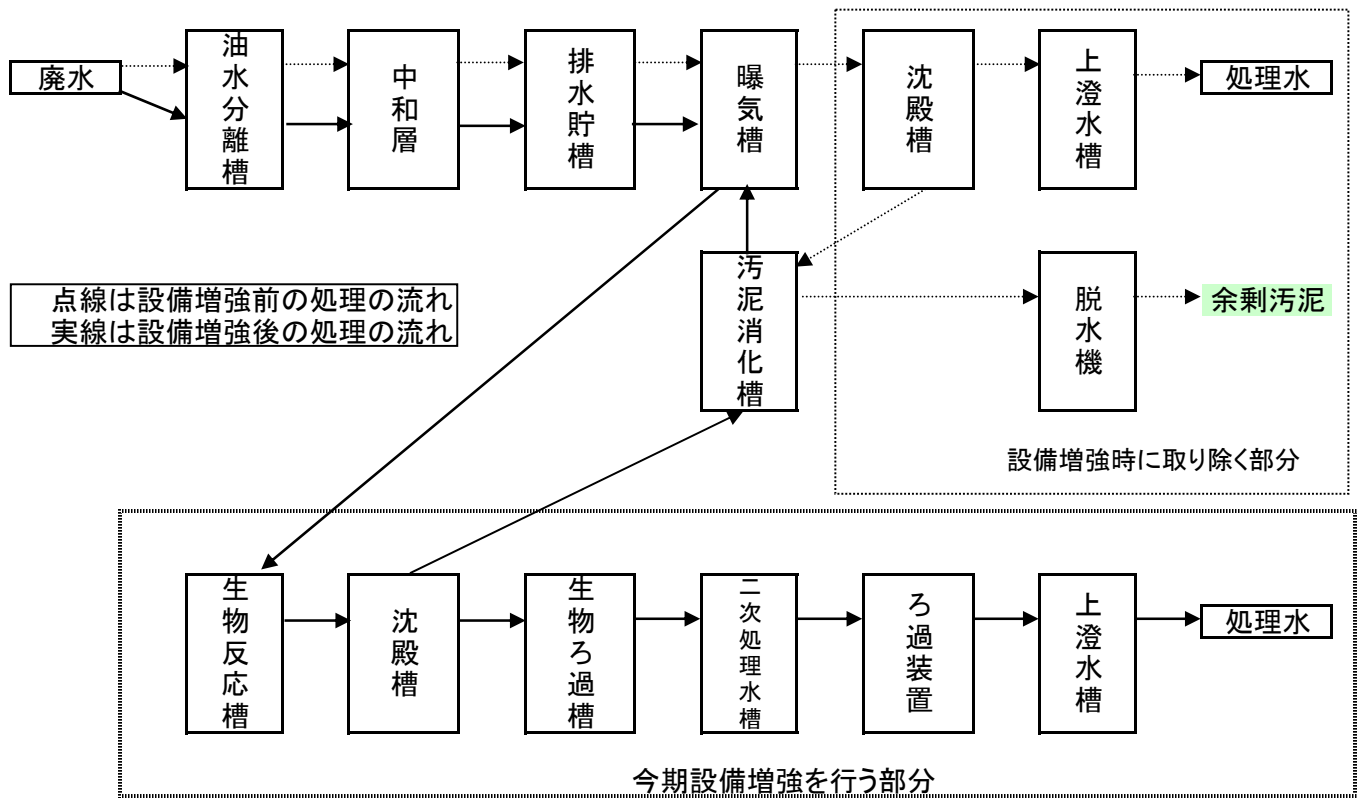 廃水
油水分離槽
中和層
排水貯槽
曝気槽
沈殿槽
上澄水槽
処理水
点線は設備増強前の処理の流れ
実線は設備増強後の処理の流れ
汚泥消化槽
脱水機
余剰汚泥
設備増強時に取り除く部分
生物反応槽
沈殿槽
生物ろ過槽
二次処理水槽
ろ過装置
上澄水槽
処理水
今期設備増強を行う部分